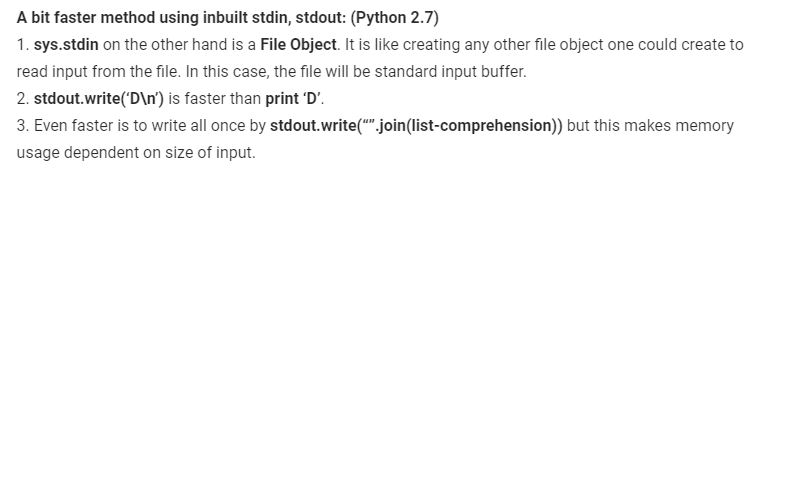 A bit faster method using inbuilt stdin, stdout: (Python 2.7)
1. sys.stdin on the other hand is a File Object. It is like creating any other file object one could create to
read input from the file. In this case, the file will be standard input buffer.
2. stdout.write(‘D\n’) is faster than print ‘D’.
3. Even faster is to write all once by stdout.write(“”.join(list-comprehension)) but this makes memory
usage dependent on size of input.